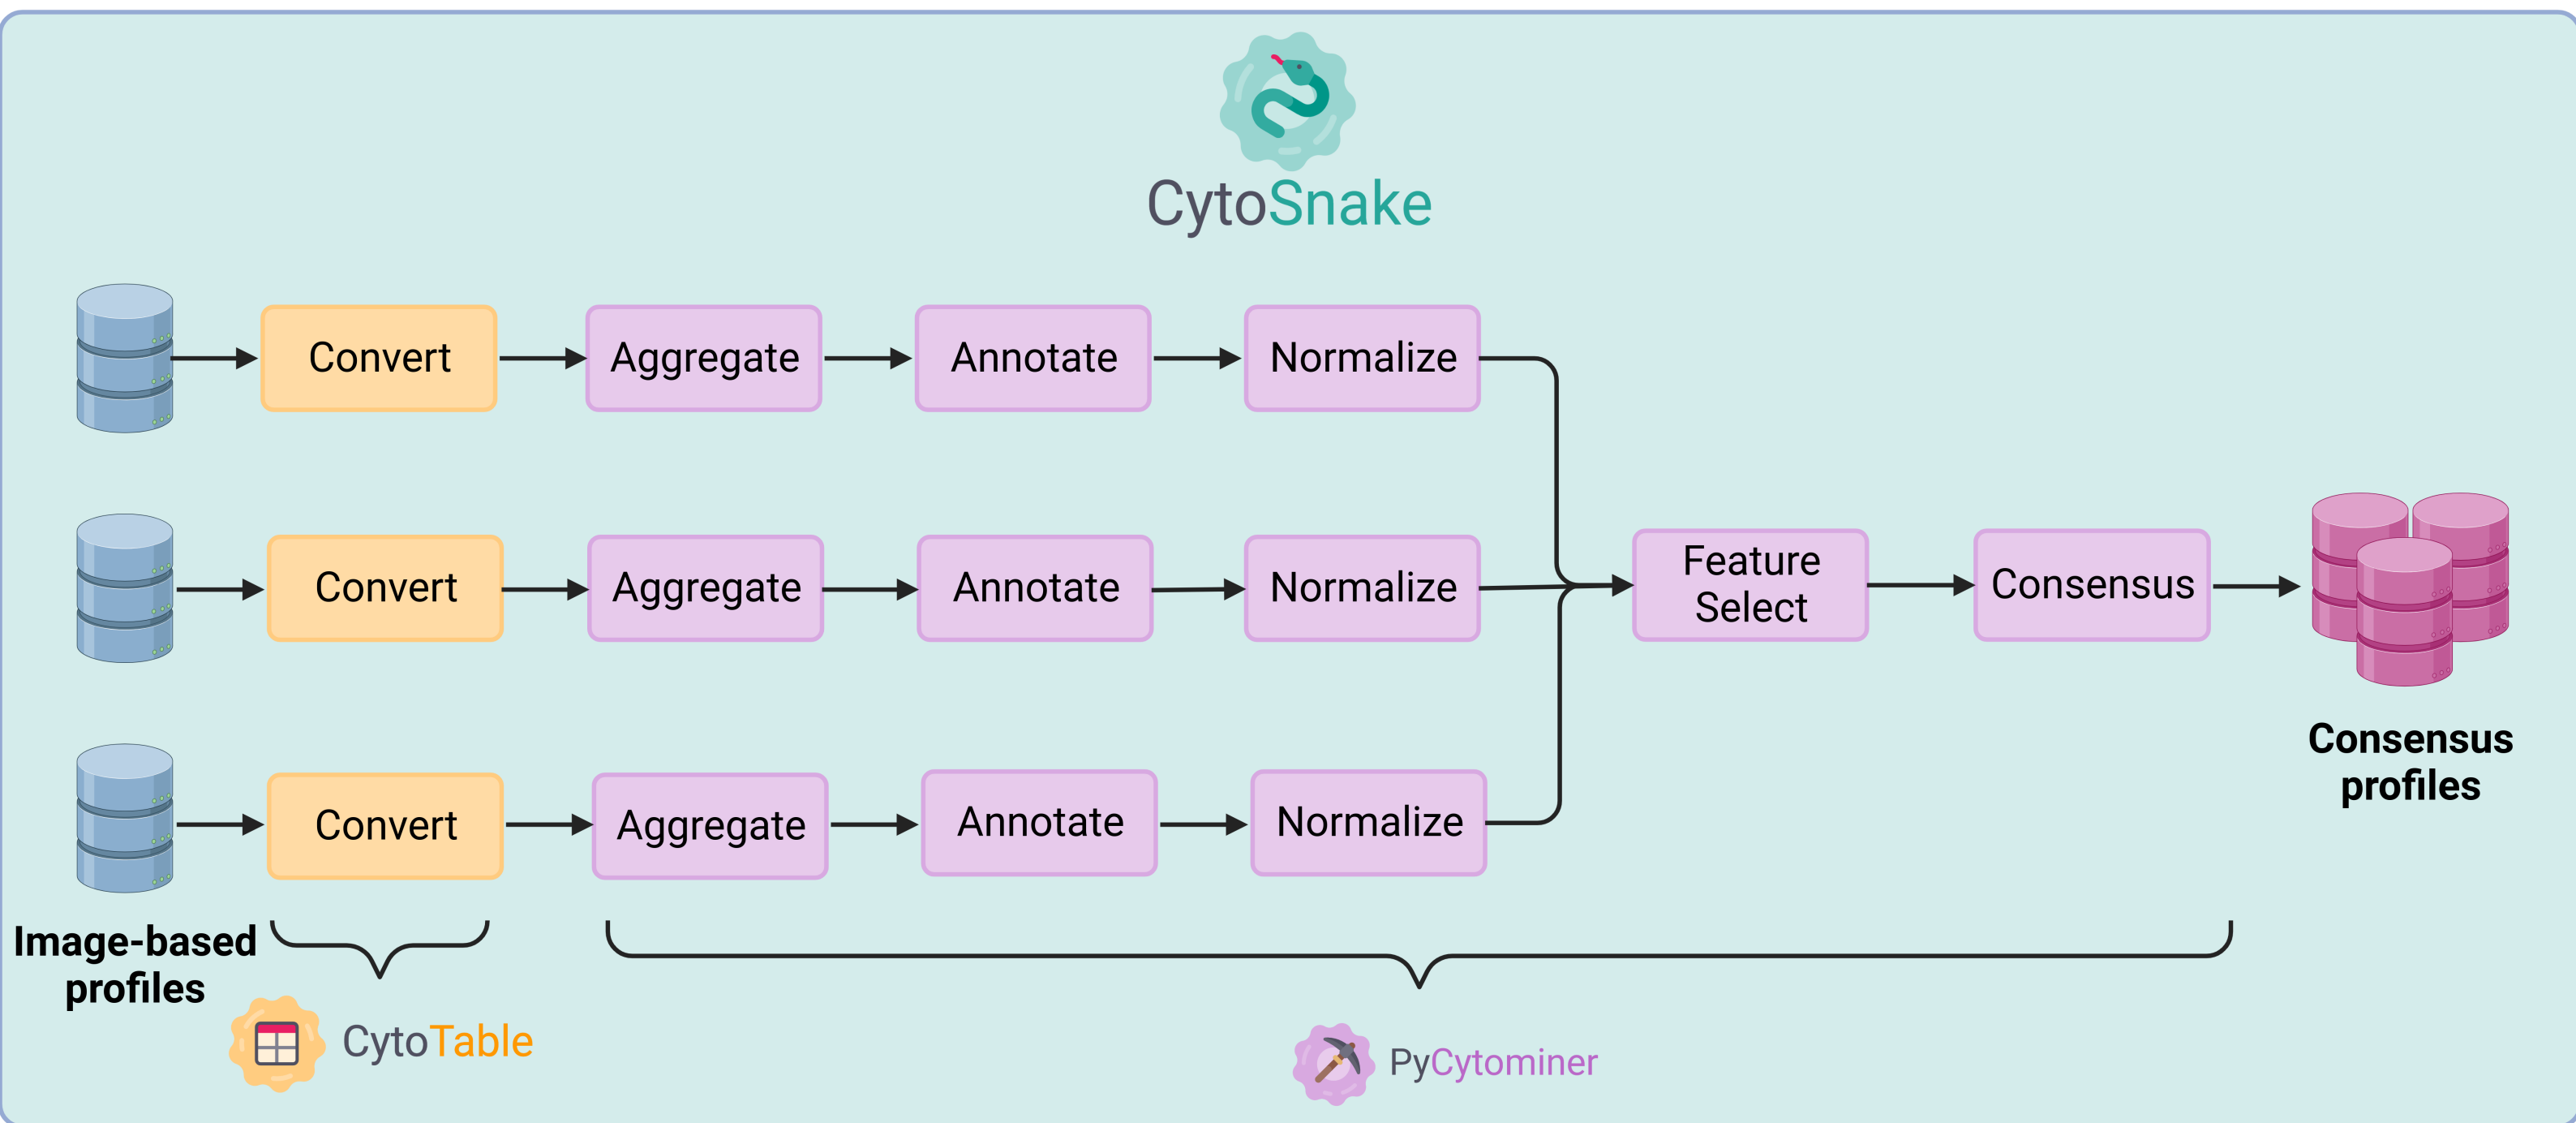 CytoSnake
Convert
Aggregate
Annotate
Normalize
Convert
Aggregate
Annotate
Normalize
Feature
Select
Consensus
Convert
Aggregate
Annotate
Normalize
Consensus
profiles
Image-based
profiles
CytoTable
PyCytominer